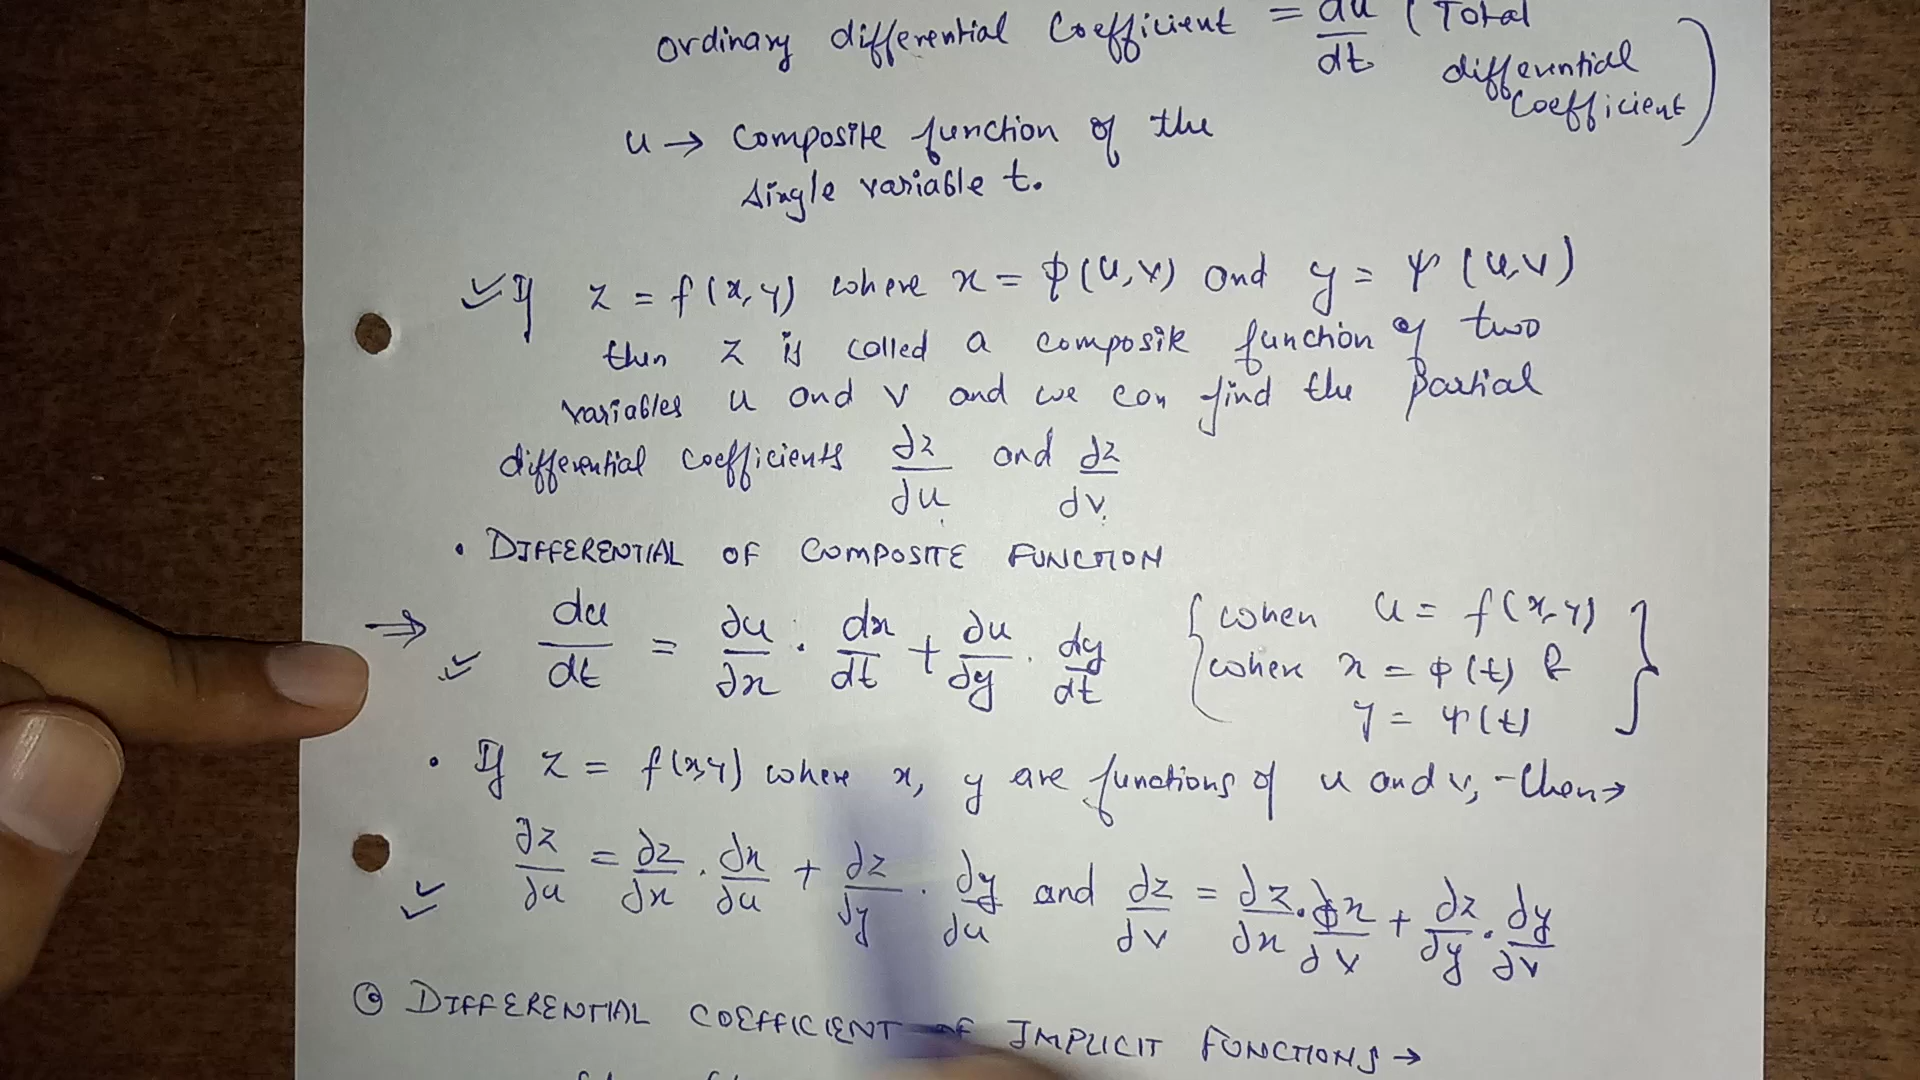 ordinary differential Coefficient = du/dt (Total differential Coefficient)
u → Composite function of the
single variable t.
If z = f(x,y) where x = ϕ(u,v) and y = ψ(u,v)
then z is called a composite function of two
variables u and v and we can find the partial
differential coefficients ∂z/∂u and ∂z/∂v.
• DIFFERENTIAL OF COMPOSITE FUNCTION
⇒ du/dt = ∂u/∂x · dx/dt + ∂u/∂y · dy/dt {when u = f(x,y)
where x = ϕ(t) &
y = ψ(t)}
• If z = f(x,y) where x, y are functions of u and v, then →
∂z/∂u = ∂z/∂x · ∂x/∂u + ∂z/∂y · ∂y/∂u and ∂z/∂v = ∂z/∂x · ∂x/∂v + ∂z/∂y · ∂y/∂v
DIFFERENTIAL COEFFICIENT OF IMPLICIT FUNCTIONS →